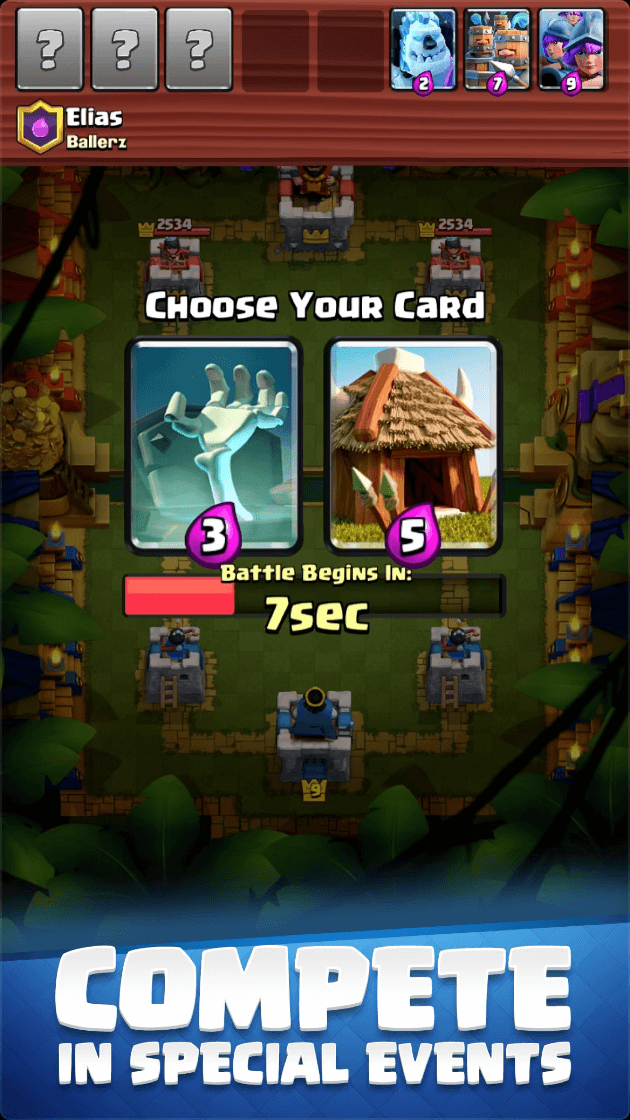 ? ? ?
2 7 9
Elias
Ballerz
2534 2534
Choose Your Card
3 5
Battle Begins In:
7sec
9
COMPETE
IN SPECIAL EVENTS